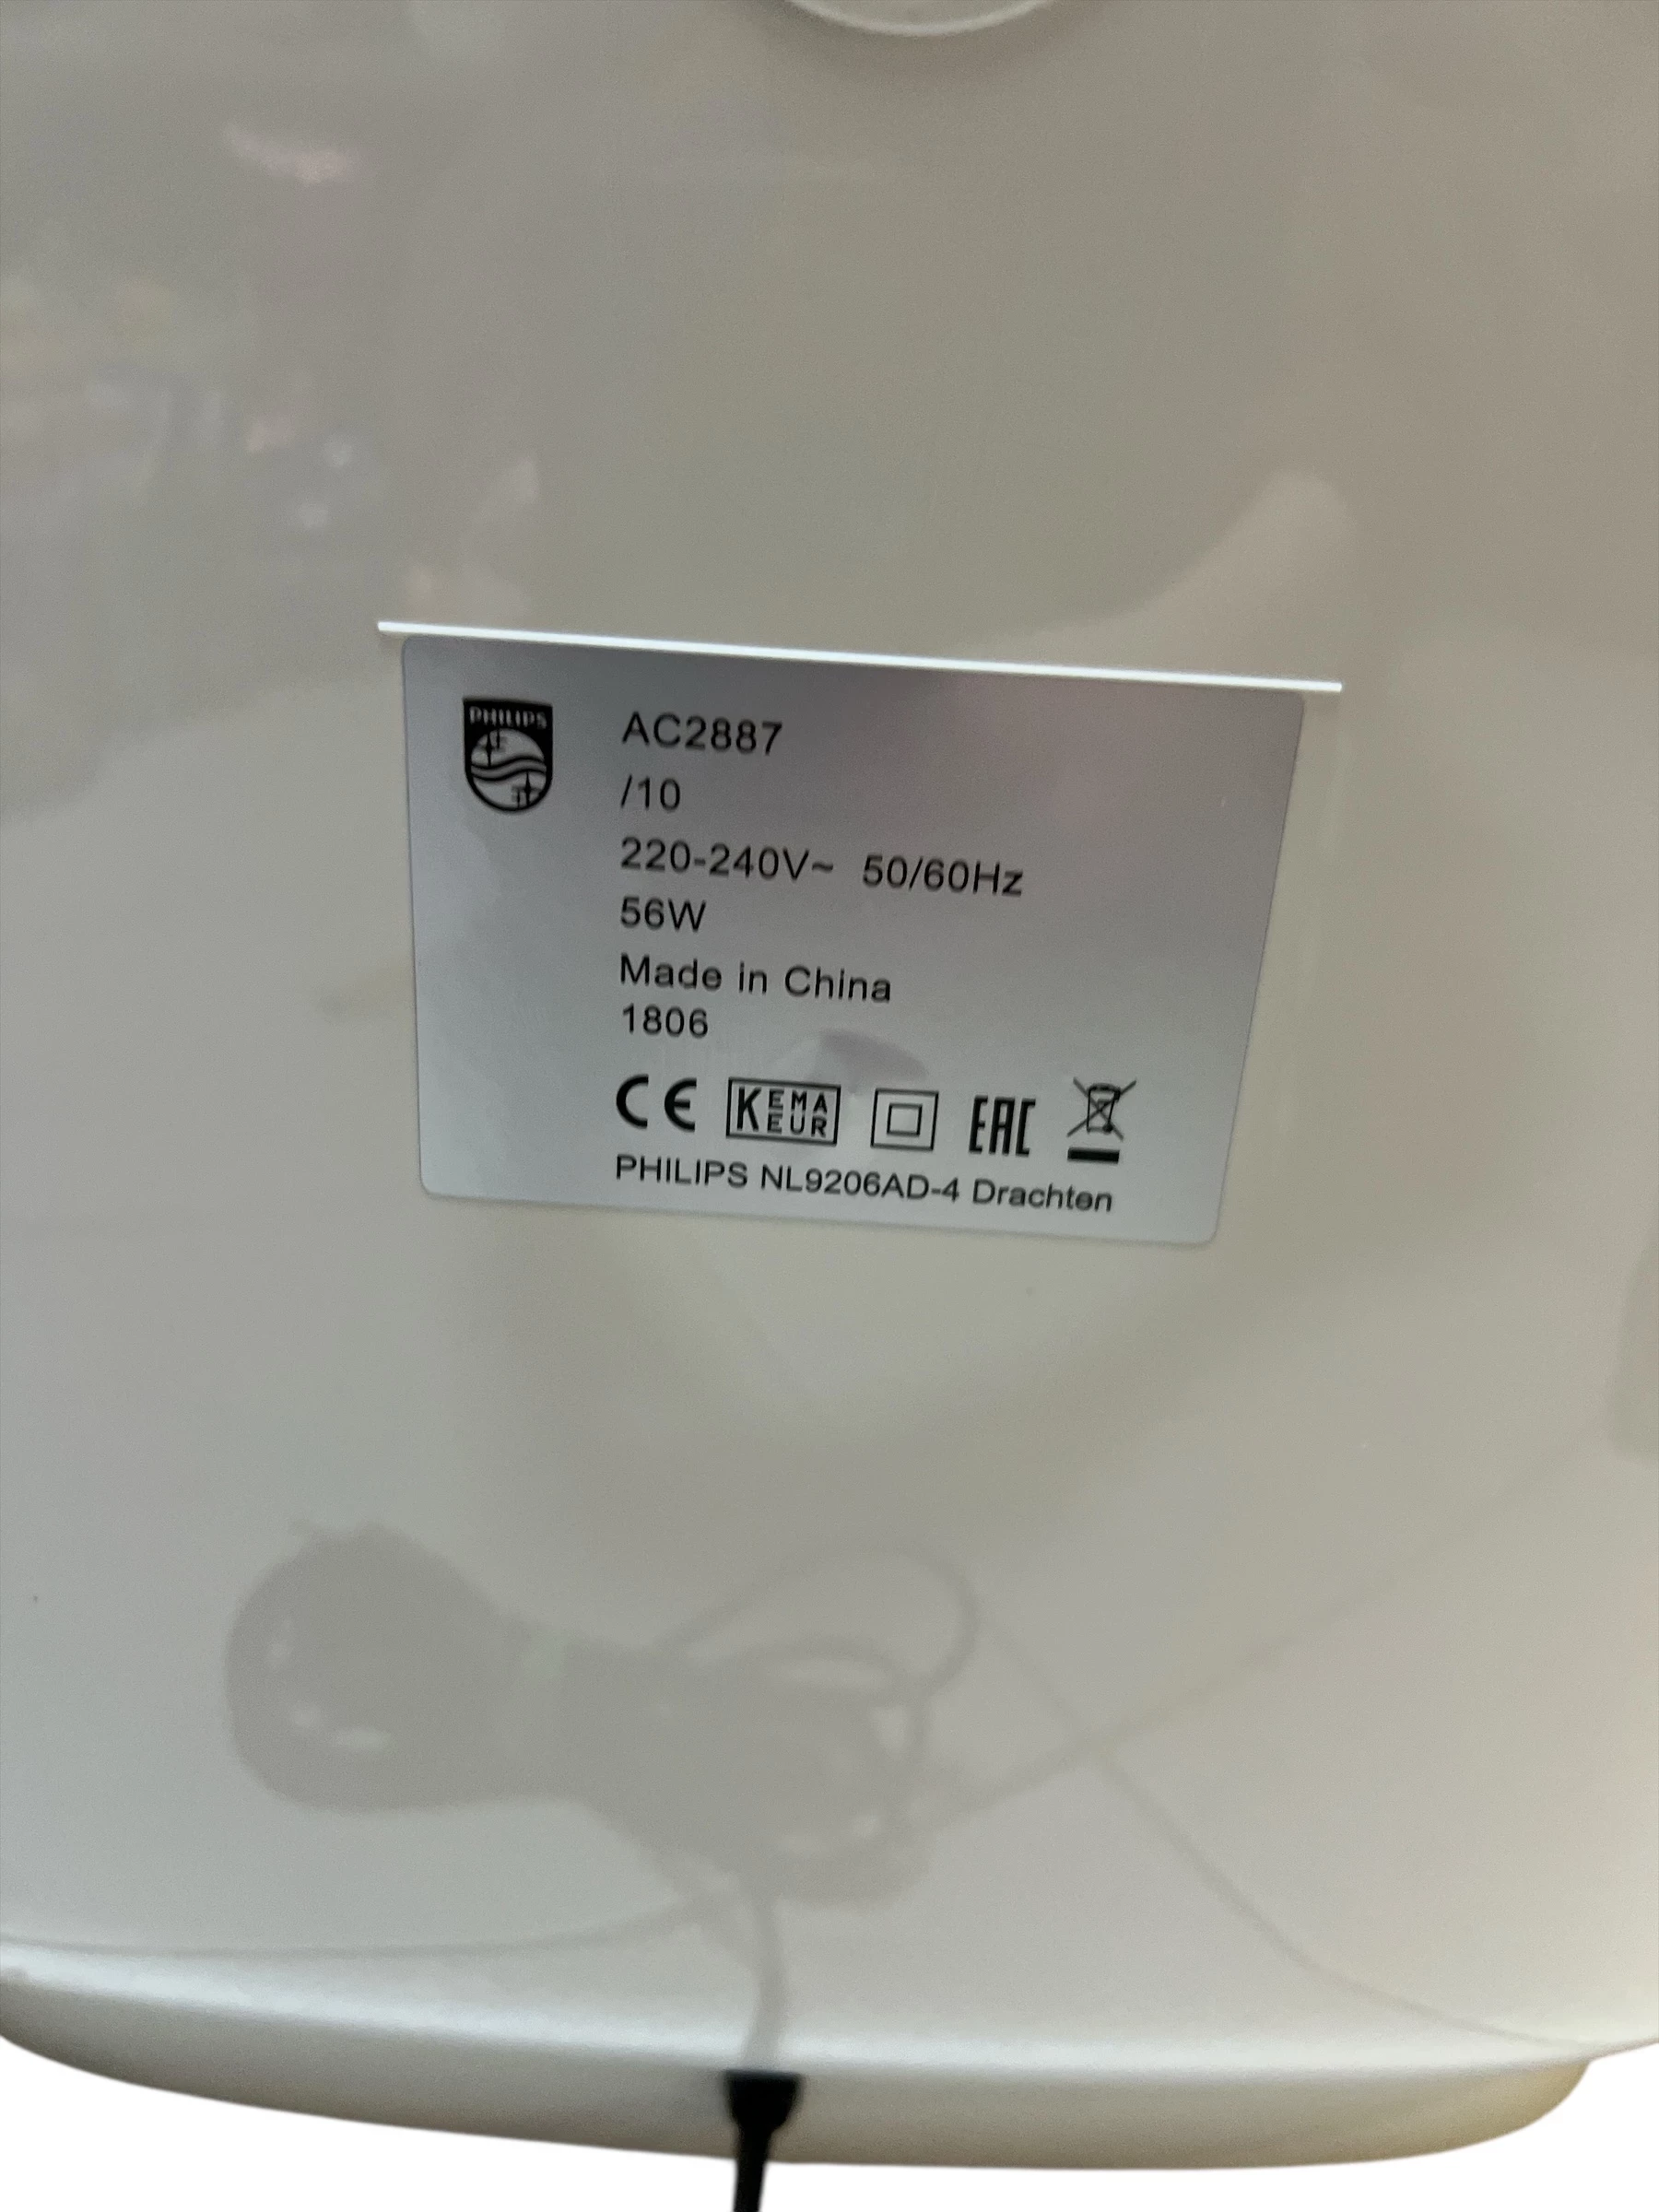 PHILIPS
AC2887
/10
220-240V~ 50/60Hz
56W
Made in China
1806
CE KEMA EUR EAC
PHILIPS NL9206AD-4 Drachten